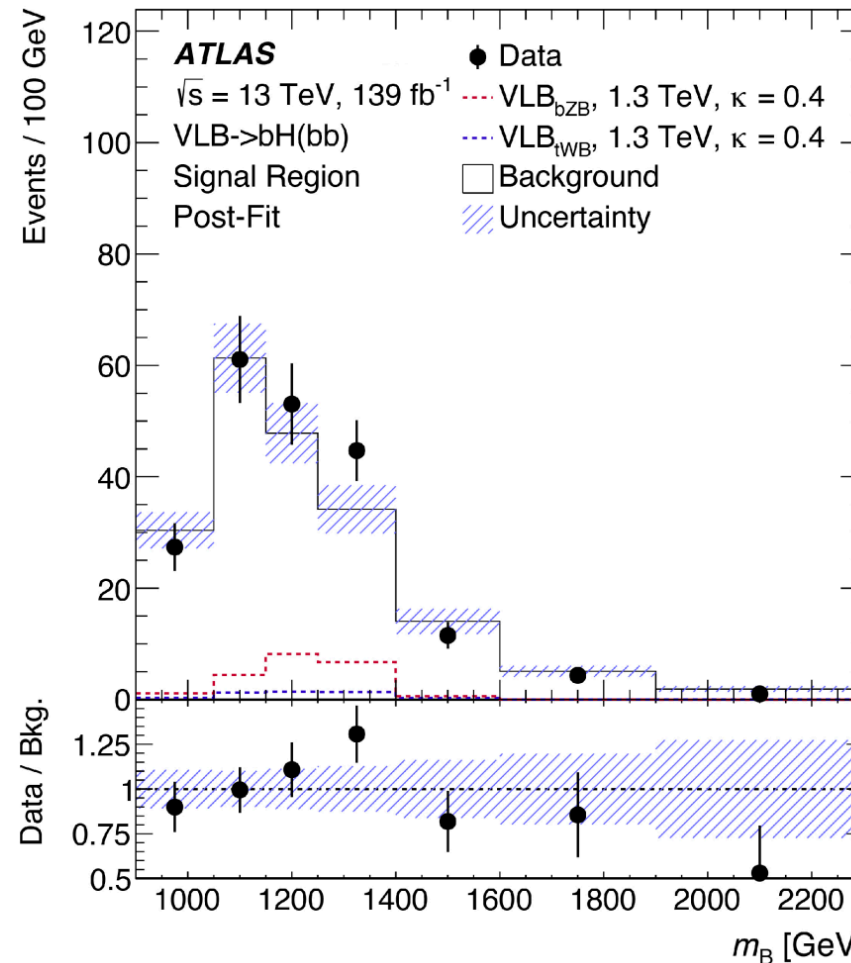 Events / 100 GeV
120
100
80
60
40
20
0
ATLAS
√s = 13 TeV, 139 fb⁻¹
VLB->bH(bb)
Signal Region
Post-Fit
Data
VLB_bZB, 1.3 TeV, κ = 0.4
VLB_tWB, 1.3 TeV, κ = 0.4
Background
Uncertainty
Data / Bkg.
1.25
1
0.75
0.5
1000 1200 1400 1600 1800 2000 2200
m_B [GeV